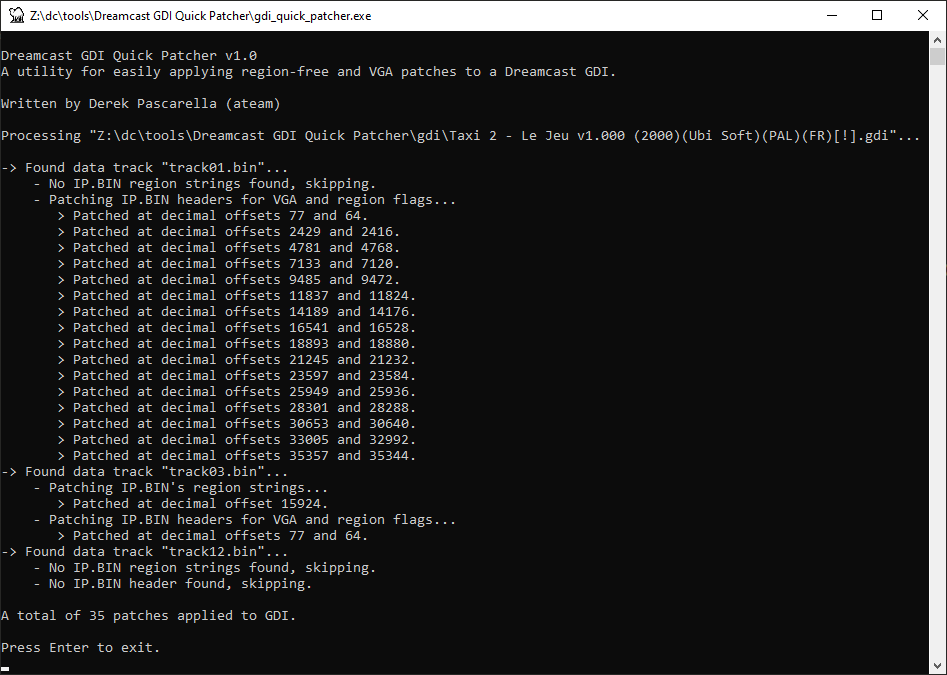 Z:\dc\tools\Dreamcast GDI Quick Patcher\gdi_quick_patcher.exe
Dreamcast GDI Quick Patcher v1.0
A utility for easily applying region-free and VGA patches to a Dreamcast GDI.
Written by Derek Pascarella (ateam)
Processing "Z:\dc\tools\Dreamcast GDI Quick Patcher\gdi\Taxi 2 - Le Jeu v1.000 (2000)(Ubi Soft)(PAL)(FR)[!].gdi"...
-> Found data track "track01.bin"...
- No IP.BIN region strings found, skipping.
- Patching IP.BIN headers for VGA and region flags...
> Patched at decimal offsets 77 and 64.
> Patched at decimal offsets 2429 and 2416.
> Patched at decimal offsets 4781 and 4768.
> Patched at decimal offsets 7133 and 7120.
> Patched at decimal offsets 9485 and 9472.
> Patched at decimal offsets 11837 and 11824.
> Patched at decimal offsets 14189 and 14176.
> Patched at decimal offsets 16541 and 16528.
> Patched at decimal offsets 18893 and 18880.
> Patched at decimal offsets 21245 and 21232.
> Patched at decimal offsets 23597 and 23584.
> Patched at decimal offsets 25949 and 25936.
> Patched at decimal offsets 28301 and 28288.
> Patched at decimal offsets 30653 and 30640.
> Patched at decimal offsets 33005 and 32992.
> Patched at decimal offsets 35357 and 35344.
-> Found data track "track03.bin"...
- Patching IP.BIN's region strings...
> Patched at decimal offset 15924.
- Patching IP.BIN headers for VGA and region flags...
> Patched at decimal offsets 77 and 64.
-> Found data track "track12.bin"...
- No IP.BIN region strings found, skipping.
- No IP.BIN header found, skipping.
A total of 35 patches applied to GDI.
Press Enter to exit.